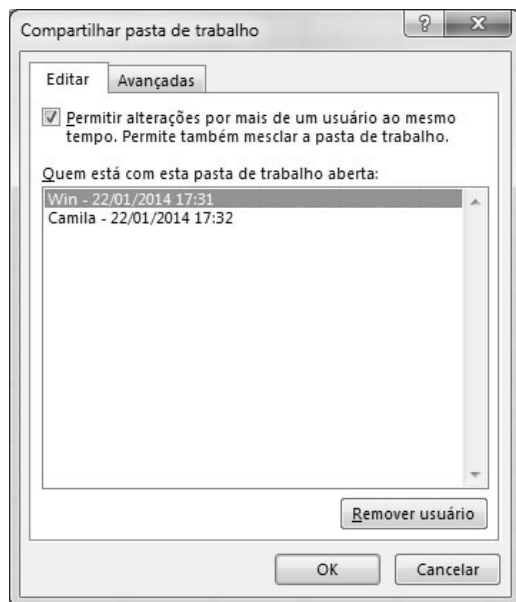 Compartilhar pasta de trabalho
Editar
Avançadas
Permitir alterações por mais de um usuário ao mesmo
tempo. Permite também mesclar a pasta de trabalho.
Quem está com esta pasta de trabalho aberta:
Win - 22/01/2014 17:31
Camila - 22/01/2014 17:32
Remover usuário
OK
Cancelar